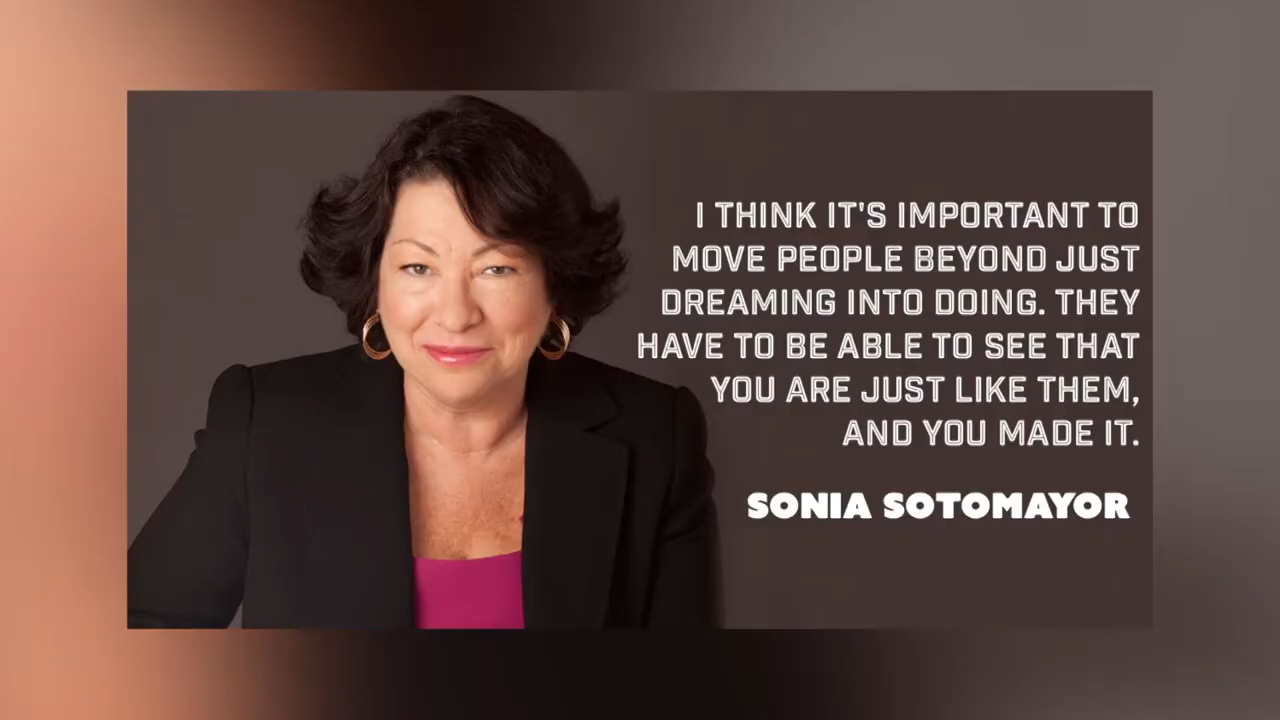 I THINK IT'S IMPORTANT TO
MOVE PEOPLE BEYOND JUST
DREAMING INTO DOING. THEY
HAVE TO BE ABLE TO SEE THAT
YOU ARE JUST LIKE THEM,
AND YOU MADE IT.
SONIA SOTOMAYOR